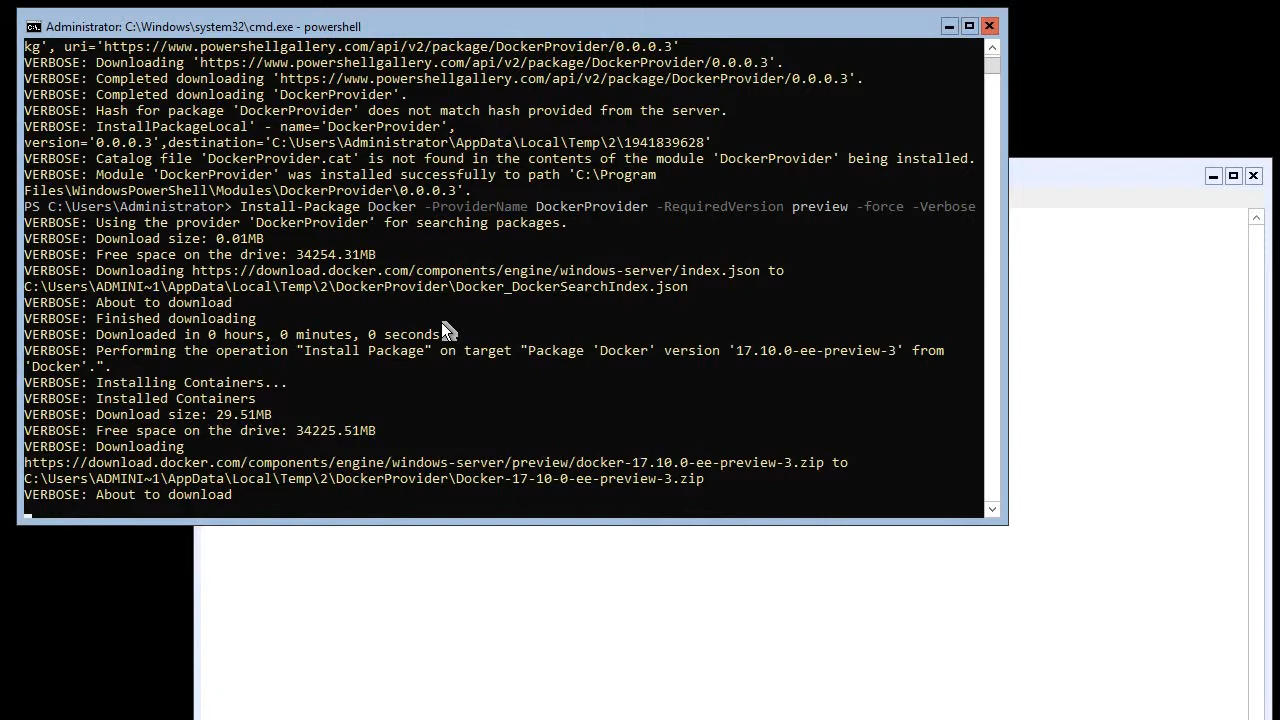 Administrator: C:\Windows\system32\cmd.exe - powershell
kg', uri='https://www.powershellgallery.com/api/v2/package/DockerProvider/0.0.0.3'
VERBOSE: Downloading 'https://www.powershellgallery.com/api/v2/package/DockerProvider/0.0.0.3'.
VERBOSE: Completed downloading 'https://www.powershellgallery.com/api/v2/package/DockerProvider/0.0.0.3'.
VERBOSE: Completed downloading 'DockerProvider'.
VERBOSE: Hash for package 'DockerProvider' does not match hash provided from the server.
VERBOSE: InstallPackageLocal' - name='DockerProvider',
version='0.0.0.3',destination='C:\Users\Administrator\AppData\Local\Temp\2\1941839628'
VERBOSE: Catalog file 'DockerProvider.cat' is not found in the contents of the module 'DockerProvider' being installed.
VERBOSE: Module 'DockerProvider' was installed successfully to path 'C:\Program
Files\WindowsPowerShell\Modules\DockerProvider\0.0.0.3'.
PS C:\Users\Administrator> Install-Package Docker -ProviderName DockerProvider -RequiredVersion preview -force -Verbose
VERBOSE: Using the provider 'DockerProvider' for searching packages.
VERBOSE: Download size: 0.01MB
VERBOSE: Free space on the drive: 34254.31MB
VERBOSE: Downloading https://download.docker.com/components/engine/windows-server/index.json to
C:\Users\ADMINI~1\AppData\Local\Temp\2\DockerProvider\Docker_DockerSearchIndex.json
VERBOSE: About to download
VERBOSE: Finished downloading
VERBOSE: Downloaded in 0 hours, 0 minutes, 0 seconds
VERBOSE: Performing the operation "Install Package" on target "Package 'Docker' version '17.10.0-ee-preview-3' from
'Docker'.".
VERBOSE: Installing Containers...
VERBOSE: Installed Containers
VERBOSE: Download size: 29.51MB
VERBOSE: Free space on the drive: 34225.51MB
VERBOSE: Downloading
https://download.docker.com/components/engine/windows-server/preview/docker-17.10.0-ee-preview-3.zip to
C:\Users\ADMINI~1\AppData\Local\Temp\2\DockerProvider\Docker-17-10-0-ee-preview-3.zip
VERBOSE: About to download